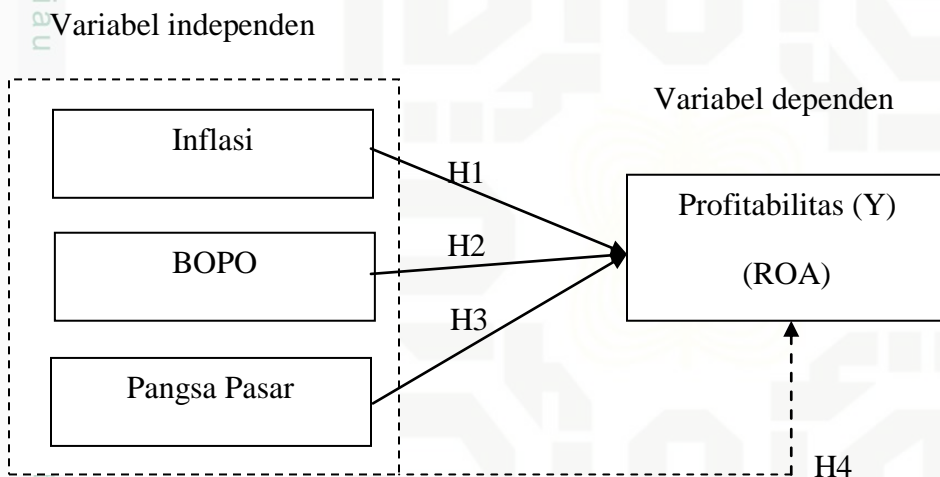 Variabel independen
Variabel dependen
Inflasi
H1
Profitabilitas (Y)
(ROA)
BOPO
H2
H3
Pangsa Pasar
H4